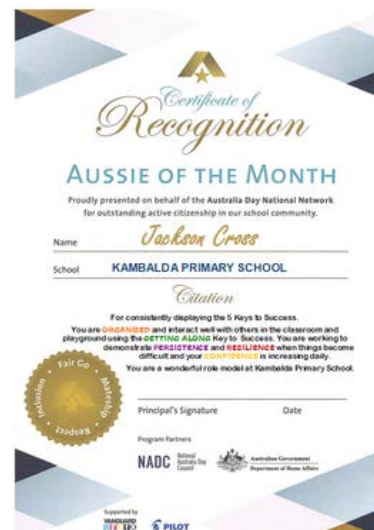 Certificate of
Recognition
AUSSIE OF THE MONTH
Proudly presented on behalf of the Australia Day National Network
for outstanding active citizenship in our school community.
Name Jackson Cross
School KAMBALDA PRIMARY SCHOOL
Citation
For consistently displaying the 5 Keys to Success.
You are ORGANIZED and interact well with others in the classroom and
playground using the GETTING ALONG Key to Success. You are working to
demonstrate PERSISTENCE and RESILIENCE when things become
difficult and your CONFIDENCE is increasing daily.
You are a wonderful role model at Kambalda Primary School.
Fair Go • Mateship • Respect • Inclusion •
Principal's Signature Date
Program Partners
NADC National
Australia Day
Council
Australian Government
Department of Home Affairs
Supported by
VANGUARD
PILOT